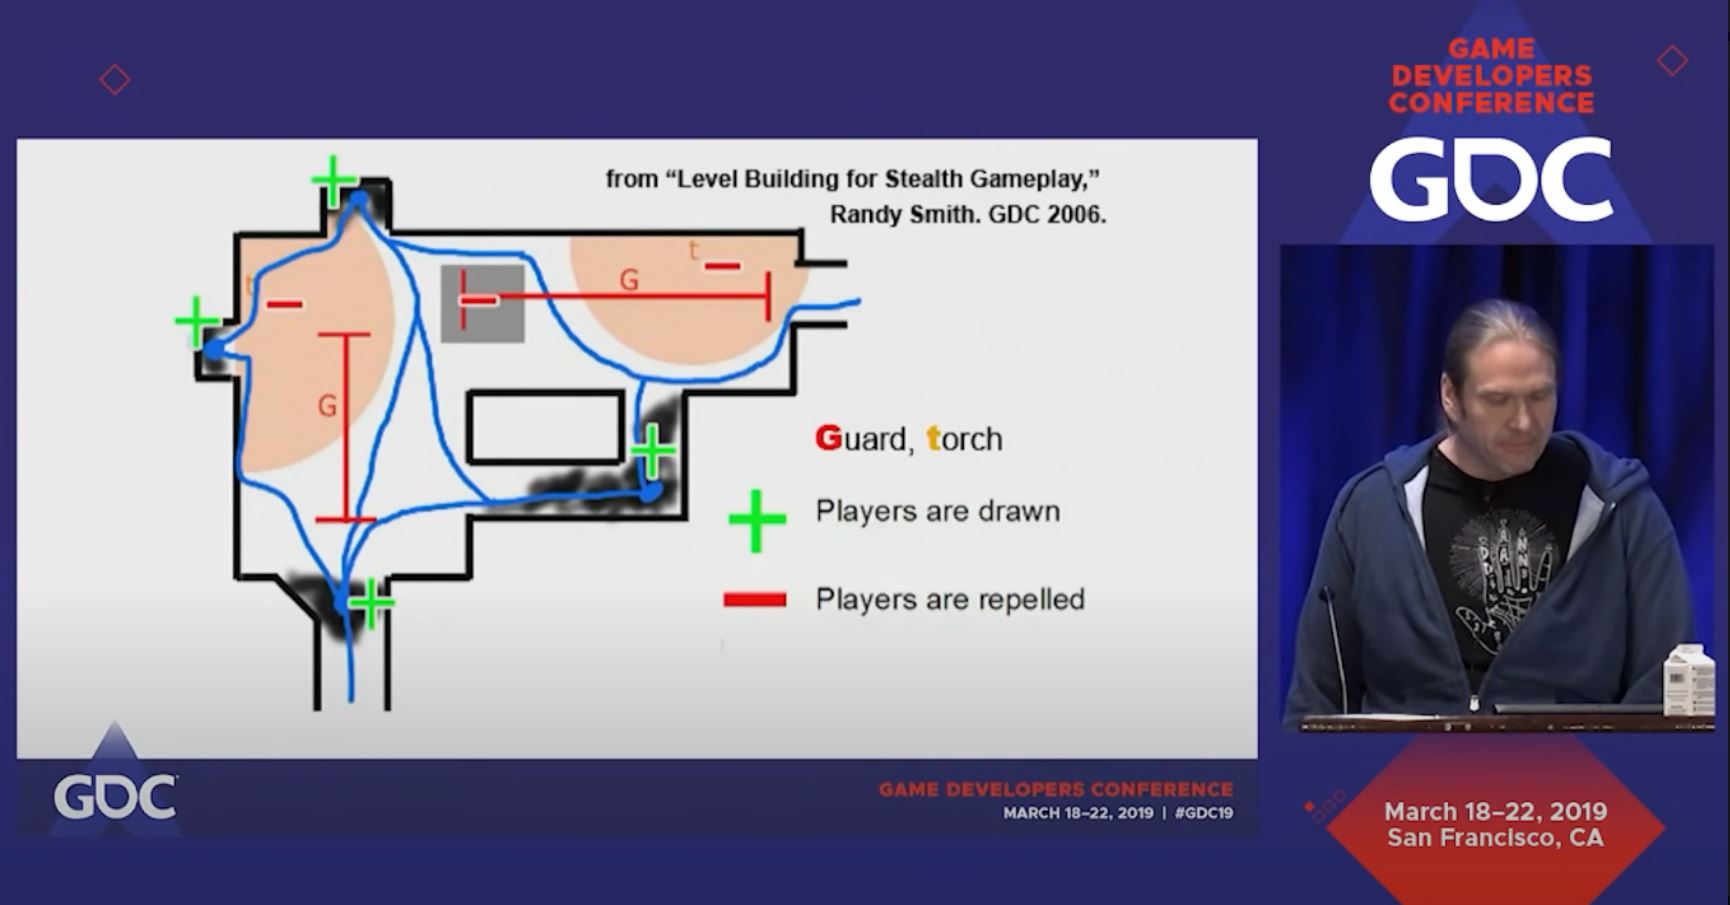 GAME
DEVELOPERS
CONFERENCE
GDC
from “Level Building for Stealth Gameplay,”
Randy Smith. GDC 2006.
t
G
t
G
Guard, torch
Players are drawn
Players are repelled
GDC
GAME DEVELOPERS CONFERENCE
MARCH 18-22, 2019 | #GDC19
March 18–22, 2019
San Francisco, CA